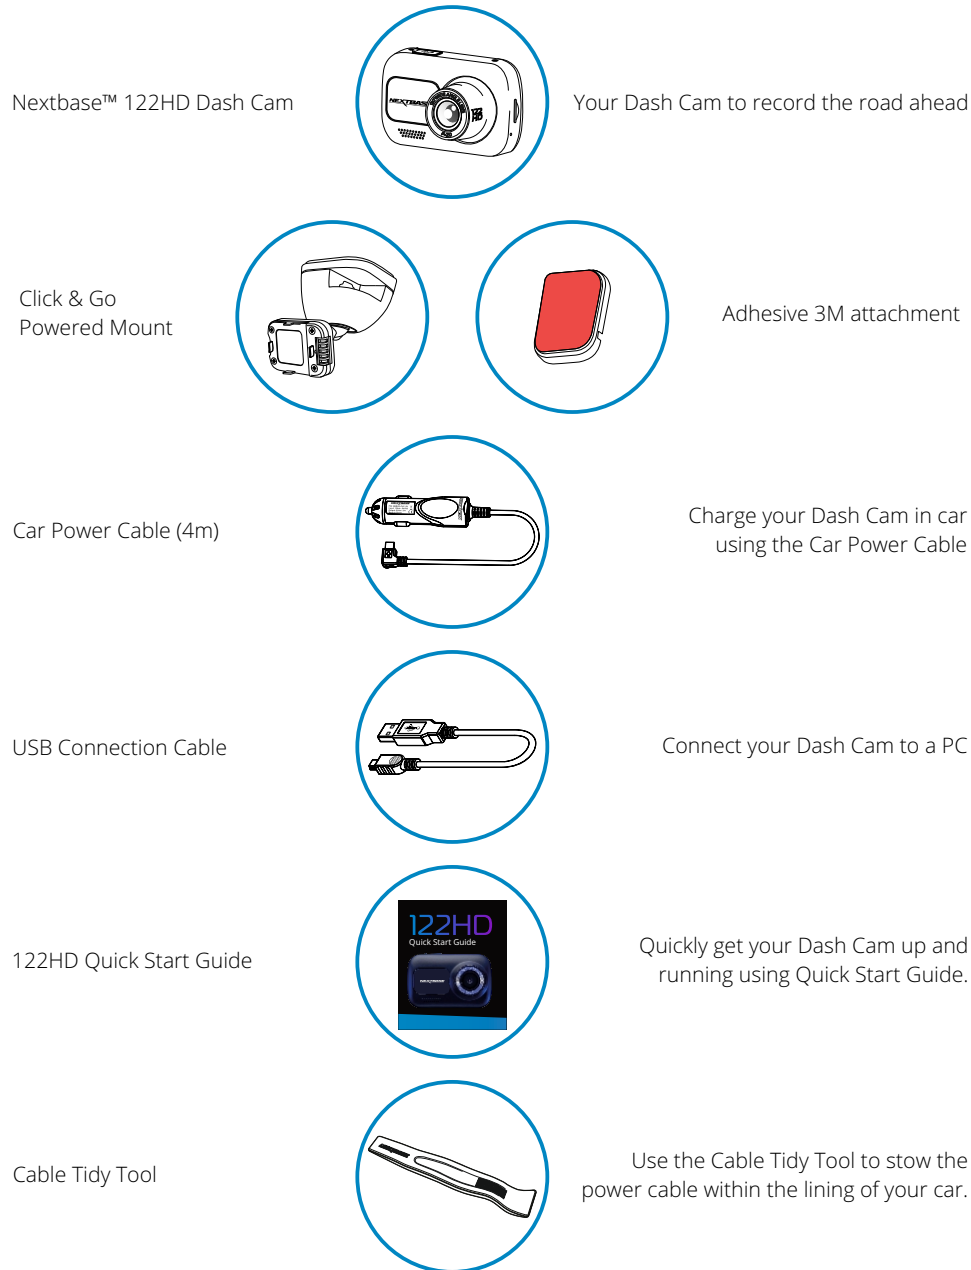 Nextbase™ 122HD Dash Cam
NEXTBASE
122
HD
Your Dash Cam to record the road ahead
Click & Go
Powered Mount
Adhesive 3M attachment
Car Power Cable (4m)
Charge your Dash Cam in car
using the Car Power Cable
USB Connection Cable
Connect your Dash Cam to a PC
122HD Quick Start Guide
122HD
Quick Start Guide
NEXTBASE
Quickly get your Dash Cam up and
running using Quick Start Guide.
Cable Tidy Tool
Use the Cable Tidy Tool to stow the
power cable within the lining of your car.